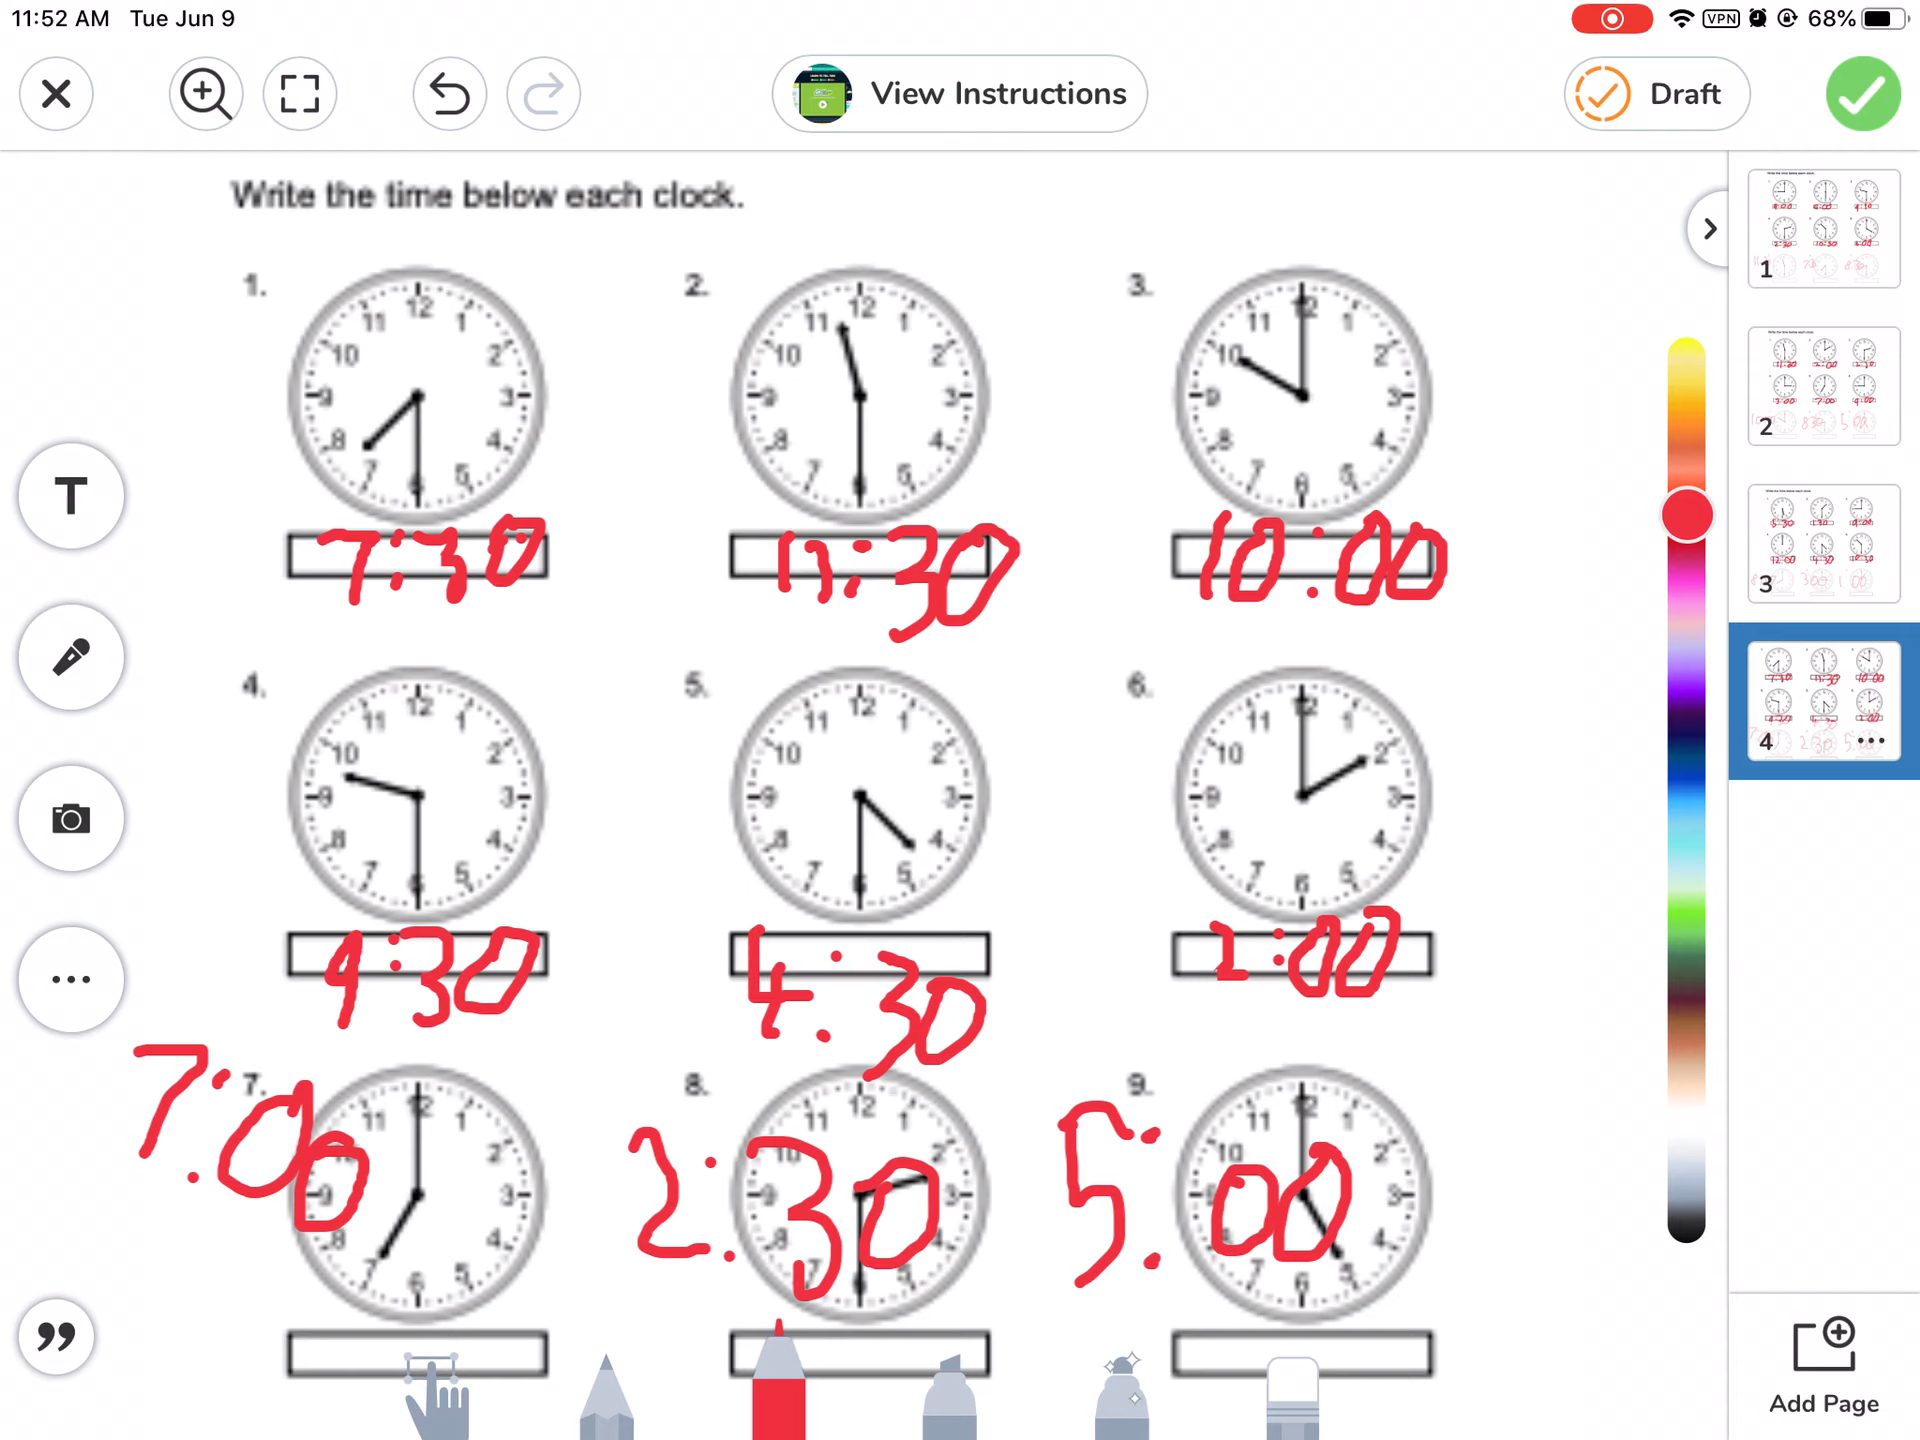 11:52 AM Tue Jun 9
VPN 68%
View Instructions
Draft
Write the time below each clock.
1. 2. 3.
7:30 11:30 10:00
4. 5. 6.
9:30 4:30 2:00
7. 8. 9.
7:00 2:30 5:00
1
2
3
4
T
Add Page